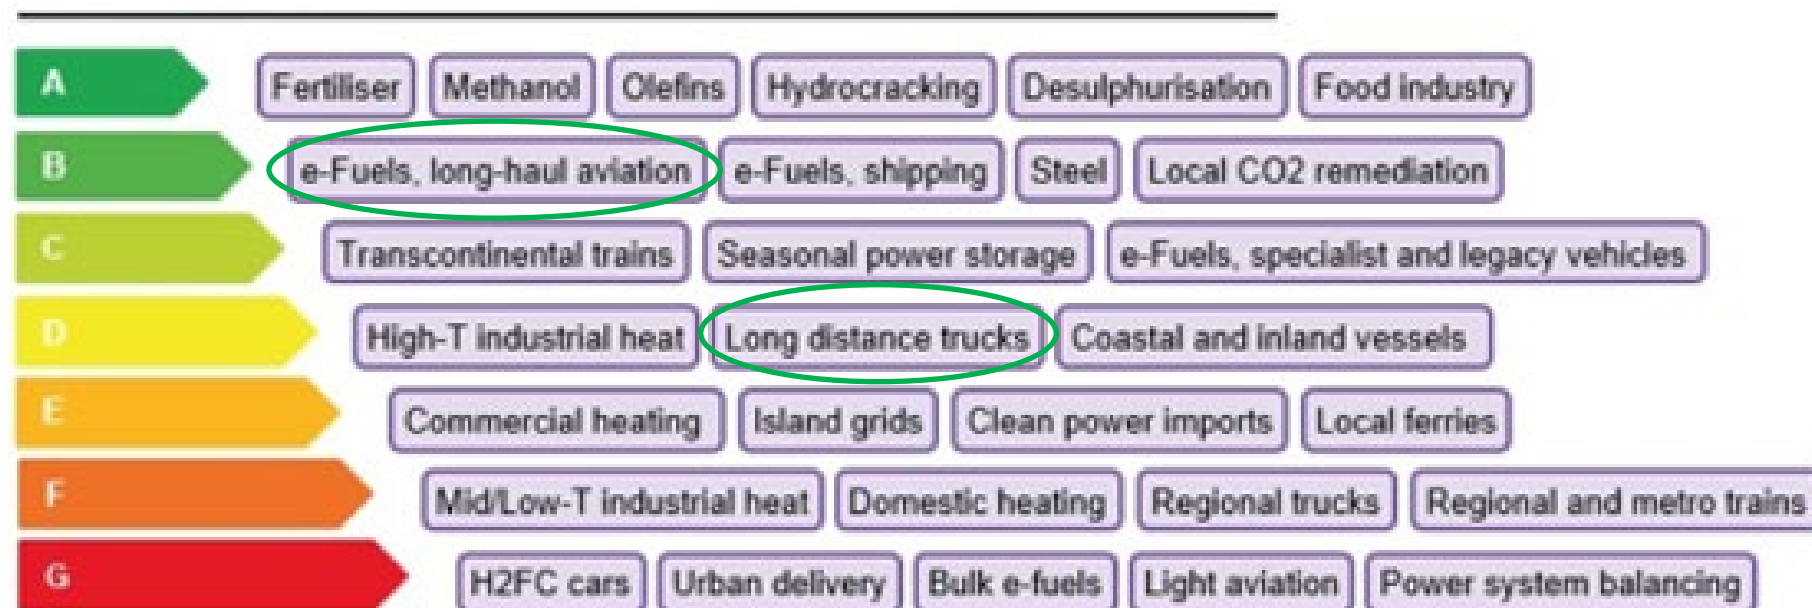 A Fertiliser Methanol Olefins Hydrocracking Desulphurisation Food industry
B e-Fuels, long-haul aviation e-Fuels, shipping Steel Local CO2 remediation
C Transcontinental trains Seasonal power storage e-Fuels, specialist and legacy vehicles
D High-T industrial heat Long distance trucks Coastal and inland vessels
E Commercial heating Island grids Clean power imports Local ferries
F Mid/Low-T industrial heat Domestic heating Regional trucks Regional and metro trains
G H2FC cars Urban delivery Bulk e-fuels Light aviation Power system balancing